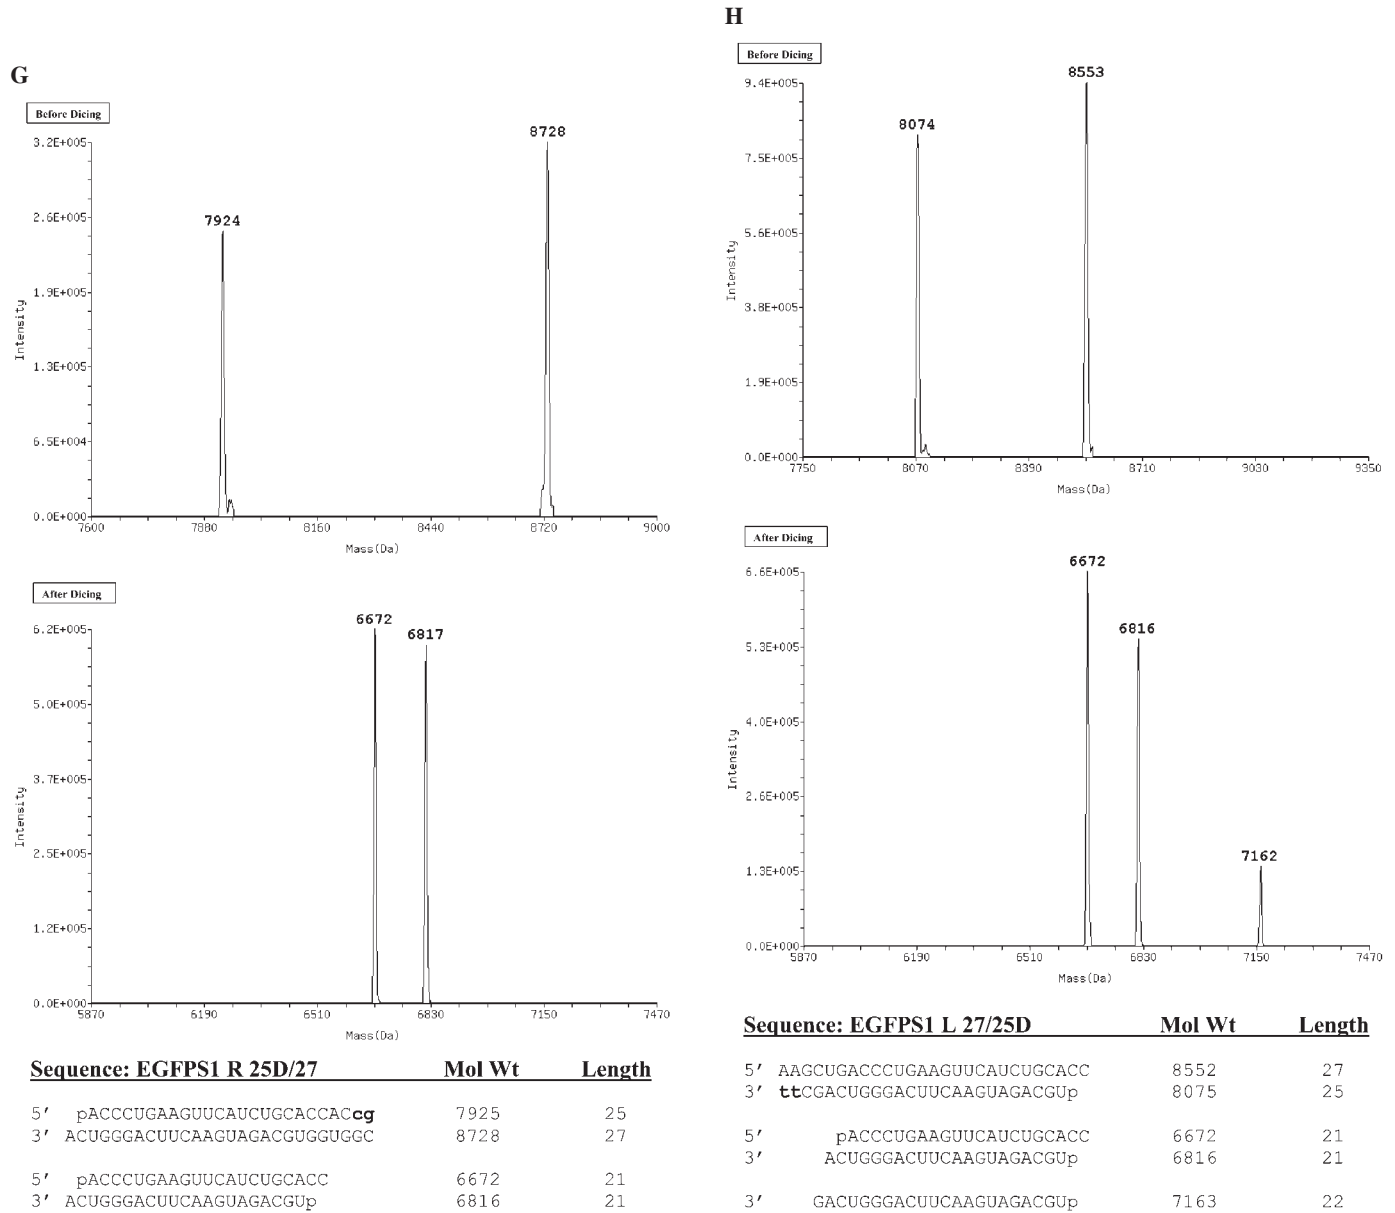 G
Before Dicing
3.2E+005
2.6E+005
1.9E+005
1.3E+005
6.5E+004
0.0E+000
Intensity
7924
8728
7600 7880 8160 8440 8720 9000
Mass(Da)
After Dicing
6.2E+005
5.0E+005
3.7E+005
2.5E+005
1.2E+005
0.0E+000
Intensity
6672
6817
5870 6190 6510 6830 7150 7470
Mass(Da)
Sequence: EGFPS1 R 25D/27 Mol Wt Length
5' pACCCUGAAGUUCAUCUGCACCACcg 7925 25
3' ACUGGGACUUCAAGUAGACGUGGUGGC 8728 27
5' pACCCUGAAGUUCAUCUGCACC 6672 21
3' ACUGGGACUUCAAGUAGACGUp 6816 21
H
Before Dicing
9.4E+005
7.5E+005
5.6E+005
3.8E+005
1.9E+005
0.0E+000
Intensity
8074
8553
7750 8070 8390 8710 9030 9350
Mass(Da)
After Dicing
6.6E+005
5.3E+005
4.0E+005
2.6E+005
1.3E+005
0.0E+000
Intensity
6672
6816
7162
5870 6190 6510 6830 7150 7470
Mass(Da)
Sequence: EGFPS1 L 27/25D Mol Wt Length
5' AAGCUGACCCUGAAGUUCAUCUGCACC 8552 27
3' ttCGACUGGGACUUCAAGUAGACGUp 8075 25
5' pACCCUGAAGUUCAUCUGCACC 6672 21
3' ACUGGGACUUCAAGUAGACGUp 6816 21
3' GACUGGGACUUCAAGUAGACGUp 7163 22